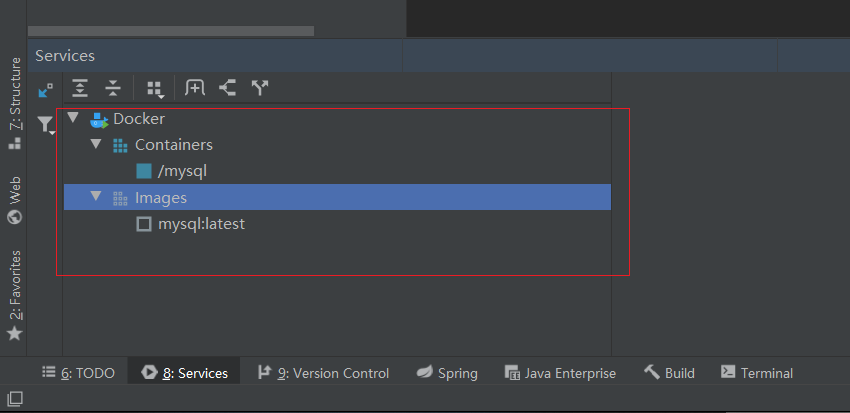 Services
Z: Structure
Web
2: Favorites
Docker
Containers
/mysql
Images
mysql:latest
6: TODO
8: Services
9: Version Control
Spring
Java Enterprise
Build
Terminal